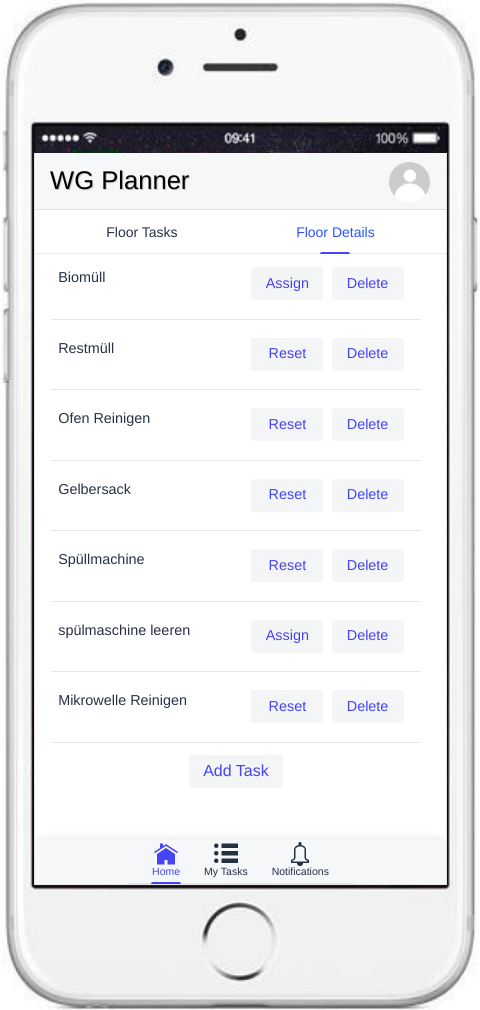 09:41 100%
WG Planner
Floor Tasks Floor Details
Biomüll Assign Delete
Restmüll Reset Delete
Ofen Reinigen Reset Delete
Gelbersack Reset Delete
Spüllmachine Reset Delete
spülmaschine leeren Assign Delete
Mikrowelle Reinigen Reset Delete
Add Task
Home My Tasks Notifications